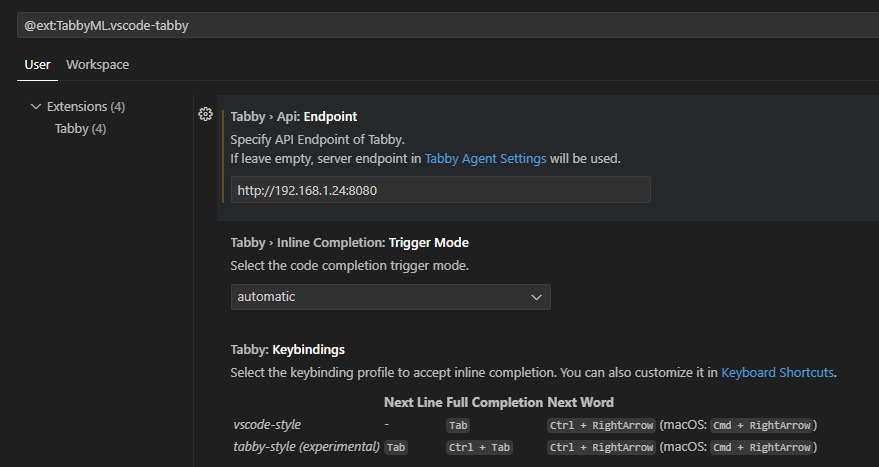 @ext:TabbyML.vscode-tabby
User Workspace
Extensions (4)
Tabby (4)
Tabby › Api: Endpoint
Specify API Endpoint of Tabby.
If leave empty, server endpoint in Tabby Agent Settings will be used.
http://192.168.1.24:8080
Tabby › Inline Completion: Trigger Mode
Select the code completion trigger mode.
automatic
Tabby: Keybindings
Select the keybinding profile to accept inline completion. You can also customize it in Keyboard Shortcuts.
Next Line Full Completion Next Word
vscode-style - Tab Ctrl + RightArrow (macOS: Cmd + RightArrow)
tabby-style (experimental) Tab Ctrl + Tab Ctrl + RightArrow (macOS: Cmd + RightArrow)